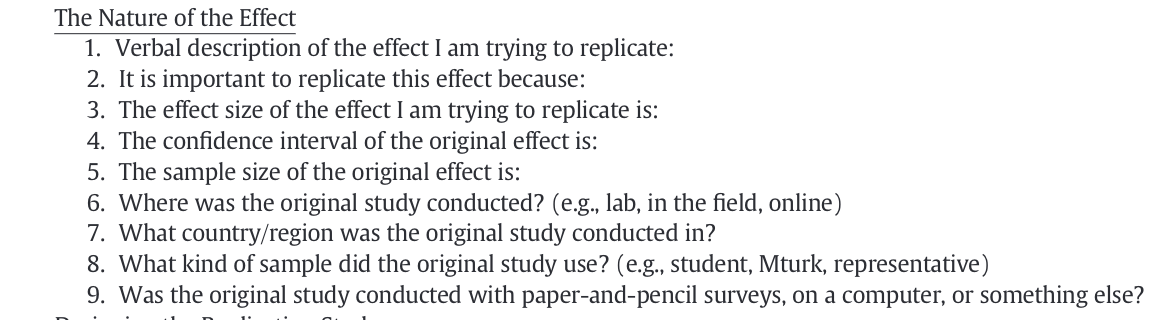 The Nature of the Effect
1. Verbal description of the effect I am trying to replicate:
2. It is important to replicate this effect because:
3. The effect size of the effect I am trying to replicate is:
4. The confidence interval of the original effect is:
5. The sample size of the original effect is:
6. Where was the original study conducted? (e.g., lab, in the field, online)
7. What country/region was the original study conducted in?
8. What kind of sample did the original study use? (e.g., student, Mturk, representative)
9. Was the original study conducted with paper-and-pencil surveys, on a computer, or something else?